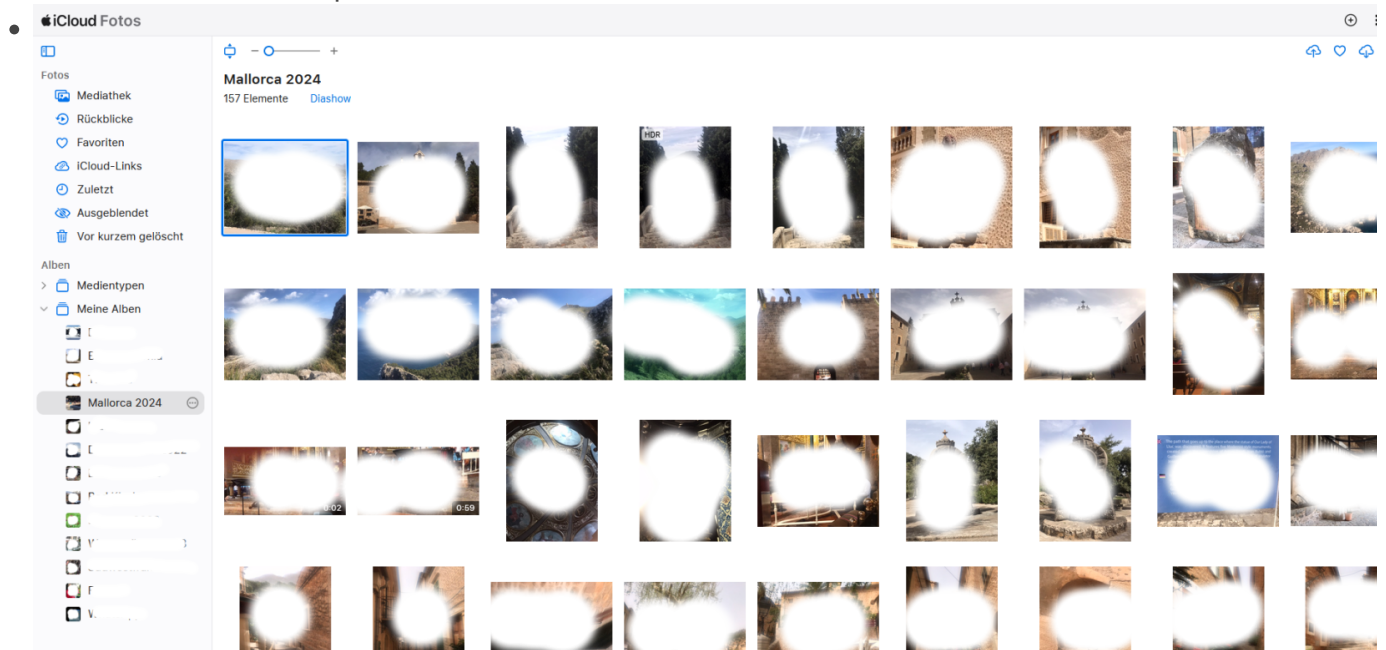 iCloud Fotos
Fotos
Mediathek
Rückblicke
Favoriten
iCloud-Links
Zuletzt
Ausgeblendet
Vor kurzem gelöscht
Alben
Medientypen
Meine Alben
Mallorca 2024
Mallorca 2024
157 Elemente Diashow
HDR
0:02
0:59